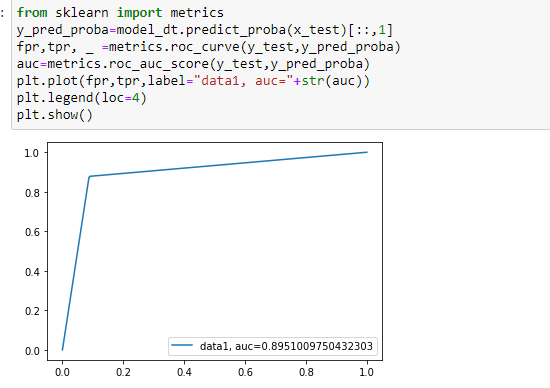 : from sklearn import metrics
y_pred_proba=model_dt.predict_proba(x_test)[::,1]
fpr,tpr, _ =metrics.roc_curve(y_test,y_pred_proba)
auc=metrics.roc_auc_score(y_test,y_pred_proba)
plt.plot(fpr,tpr,label="data1, auc="+str(auc))
plt.legend(loc=4)
plt.show()
1.0
0.8
0.6
0.4
0.2
0.0
data1, auc=0.8951009750432303
0.0 0.2 0.4 0.6 0.8 1.0